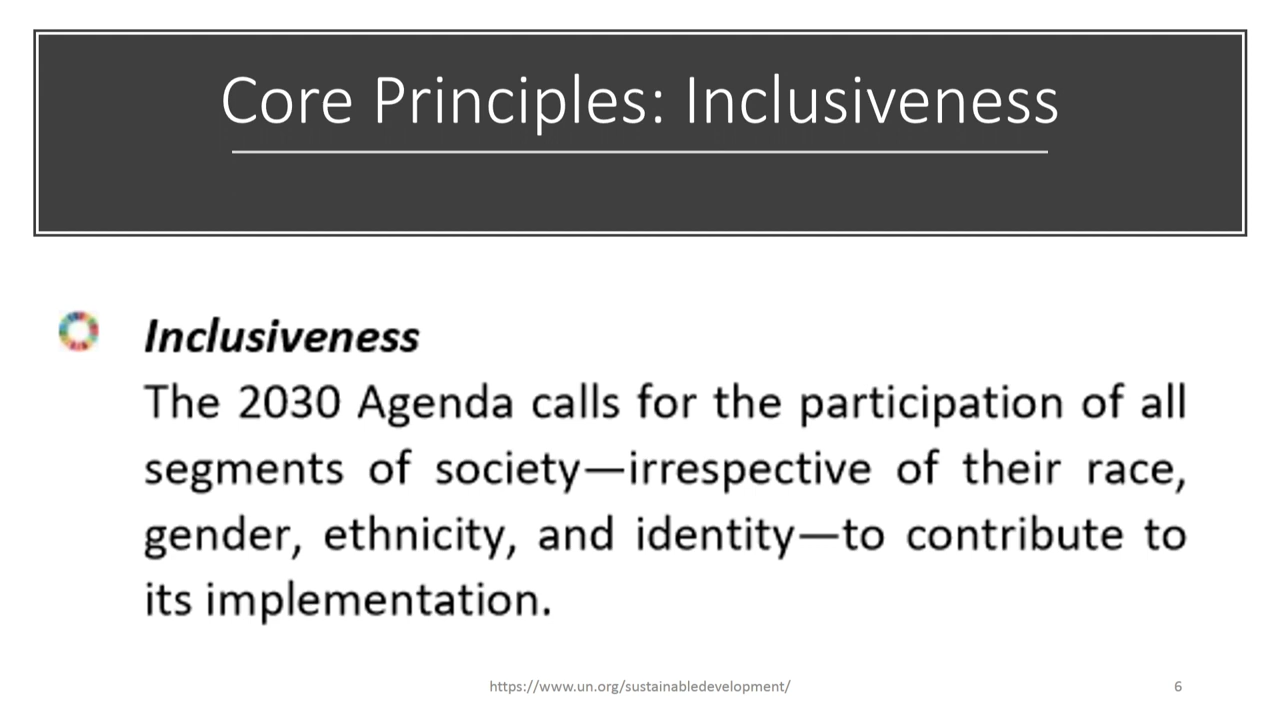 Core Principles: Inclusiveness
Inclusiveness
The 2030 Agenda calls for the participation of all
segments of society—irrespective of their race,
gender, ethnicity, and identity—to contribute to
its implementation.
https://www.un.org/sustainabledevelopment/
6